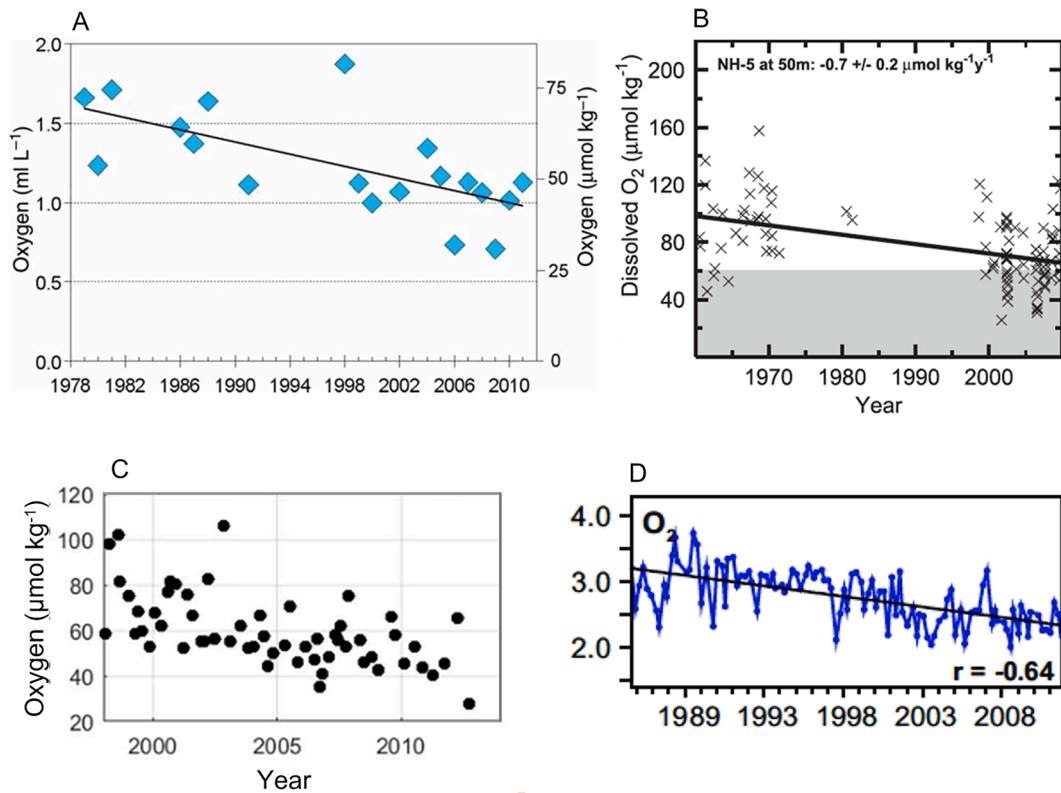 A
2.0
1.5
1.0
0.5
0.0
Oxygen (ml L⁻¹)
75
50
25
0
Oxygen (μmol kg⁻¹)
1978 1982 1986 1990 1994 1998 2002 2006 2010
B
NH-5 at 50m: -0.7 +/- 0.2 μmol kg⁻¹y⁻¹
200
160
120
80
40
Dissolved O₂ (μmol kg⁻¹)
1970 1980 1990 2000
Year
C
120
100
80
60
40
20
Oxygen (μmol kg⁻¹)
2000 2005 2010
Year
D
O₂
4.0
3.0
2.0
r = -0.64
1989 1993 1998 2003 2008